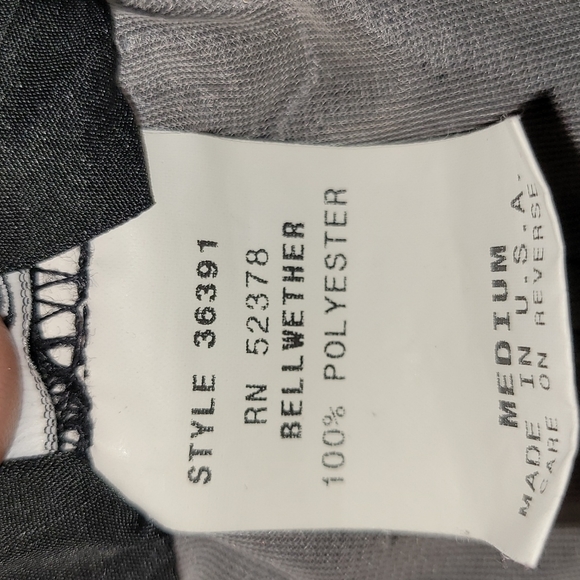 STYLE 36391
RN 52378
BELLWETHER
100% POLYESTER
MEDIUM
MADE IN U.S.A.
CARE ON REVERSE